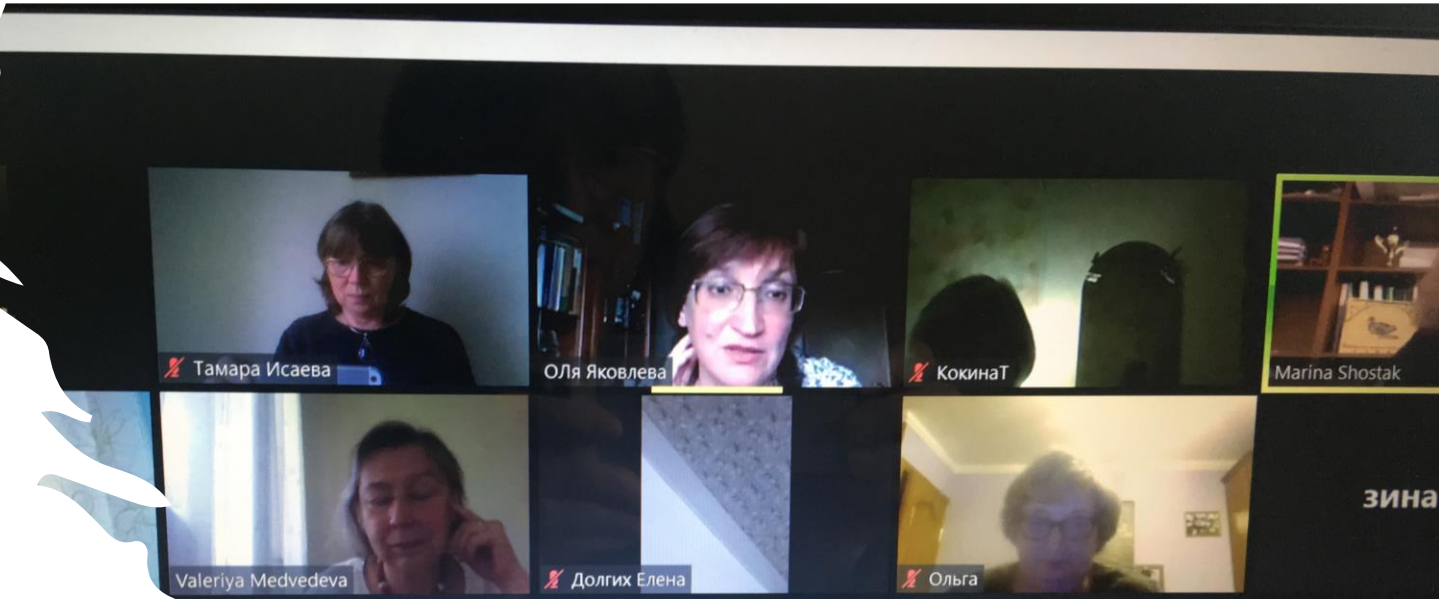 Тамара Исаева
ОЛя Яковлева
КокинаТ
Marina Shostak
Valeriya Medvedeva
Долгих Елена
Ольга
зина